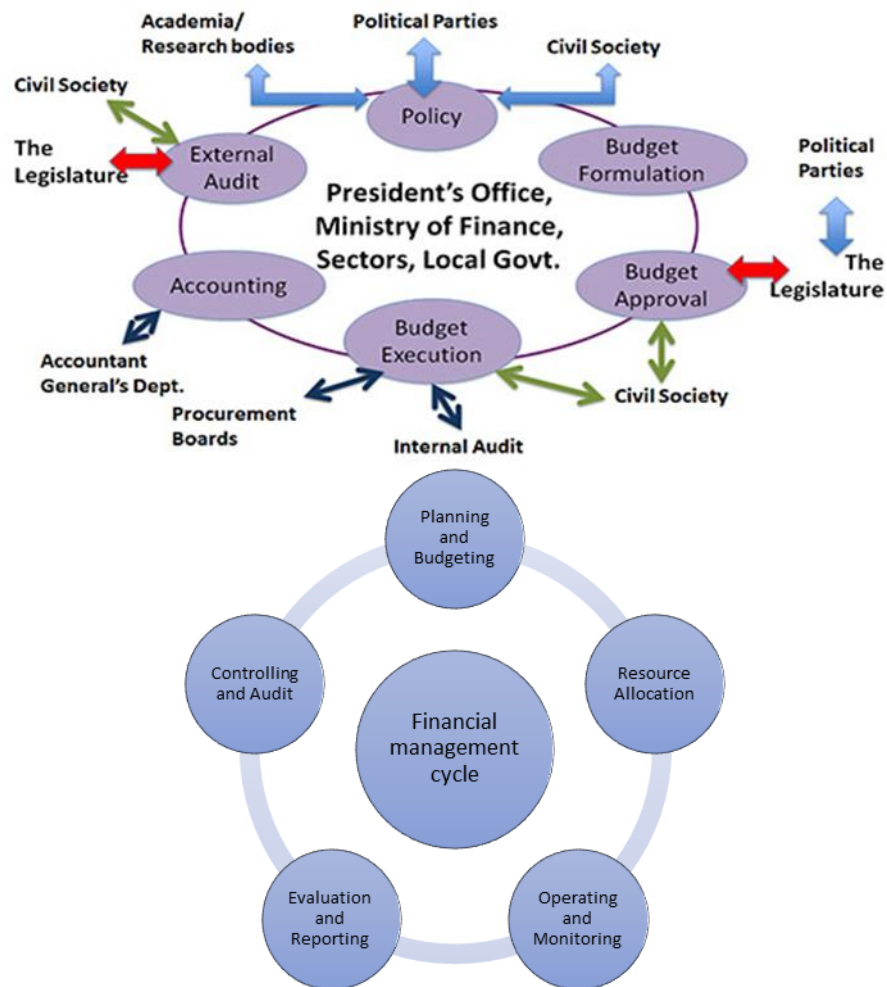 Academia/
Research bodies
Political Parties
Civil Society
Civil Society
Policy
The
Legislature
External
Audit
Budget
Formulation
Political
Parties
President's Office,
Ministry of Finance,
Sectors, Local Govt.
Accounting
Budget
Approval
The
Legislature
Budget
Execution
Accountant
General's Dept.
Procurement
Boards
Internal Audit
Civil Society
Planning
and
Budgeting
Controlling
and Audit
Resource
Allocation
Financial
management
cycle
Evaluation
and
Reporting
Operating
and
Monitoring